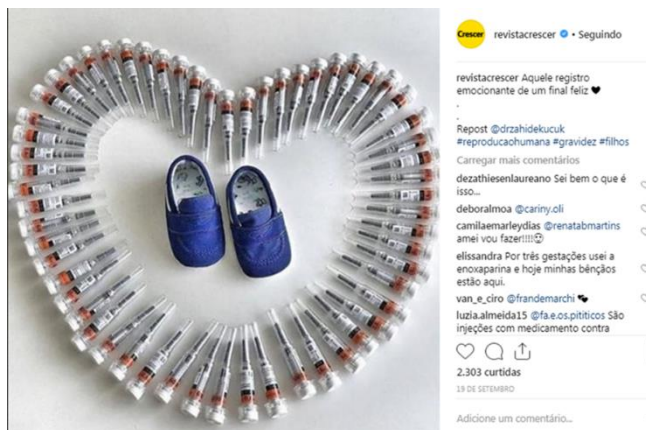 Crescer
revistacrescer • Seguindo
revistacrescer Aquele registro
emocionante de um final feliz 🖤
.
.
Repost @drzahidekucuk
#reproducaohumana #gravidez #filhos
Carregar mais comentários
dezathiesenlaureano Sei bem o que é
isso...
deboralmoa @cariny.oli
camilaemarleydias @renatabmartins
amei vou fazer!!!!
elissandra Por três gestações usei a
enoxaparina e hoje minhas bênçãos
estão aqui.
van_e_ciro @frandemarchi
luzia.almeida15 @fa.e.os.pititicos São
injeções com medicamento contra
2.303 curtidas
19 DE SETEMBRO
Adicione um comentário...